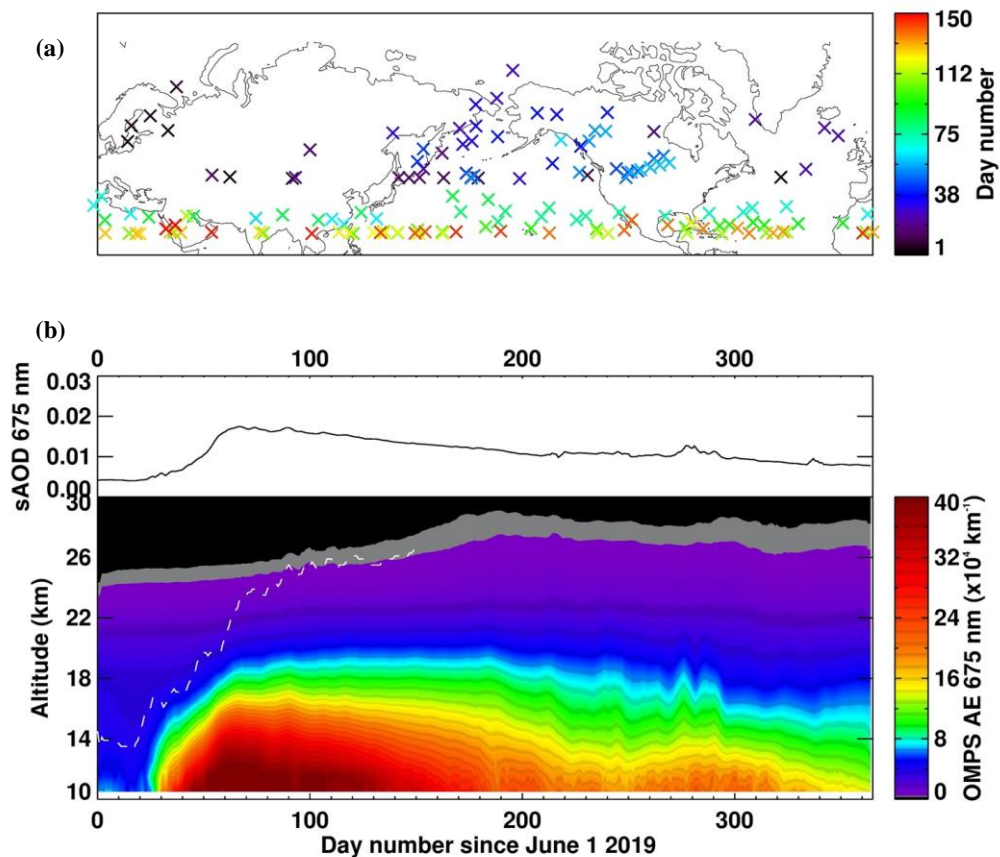 (a)
150
112
75
38
1
Day number
(b)
0 100 200 300
0.03
0.02
0.01
0.00
sAOD 675 nm
30
26
22
18
14
10
Altitude (km)
40
32
24
16
8
0
OMPS AE 675 nm (x10⁴ km⁻¹)
0 100 200 300
Day number since June 1 2019